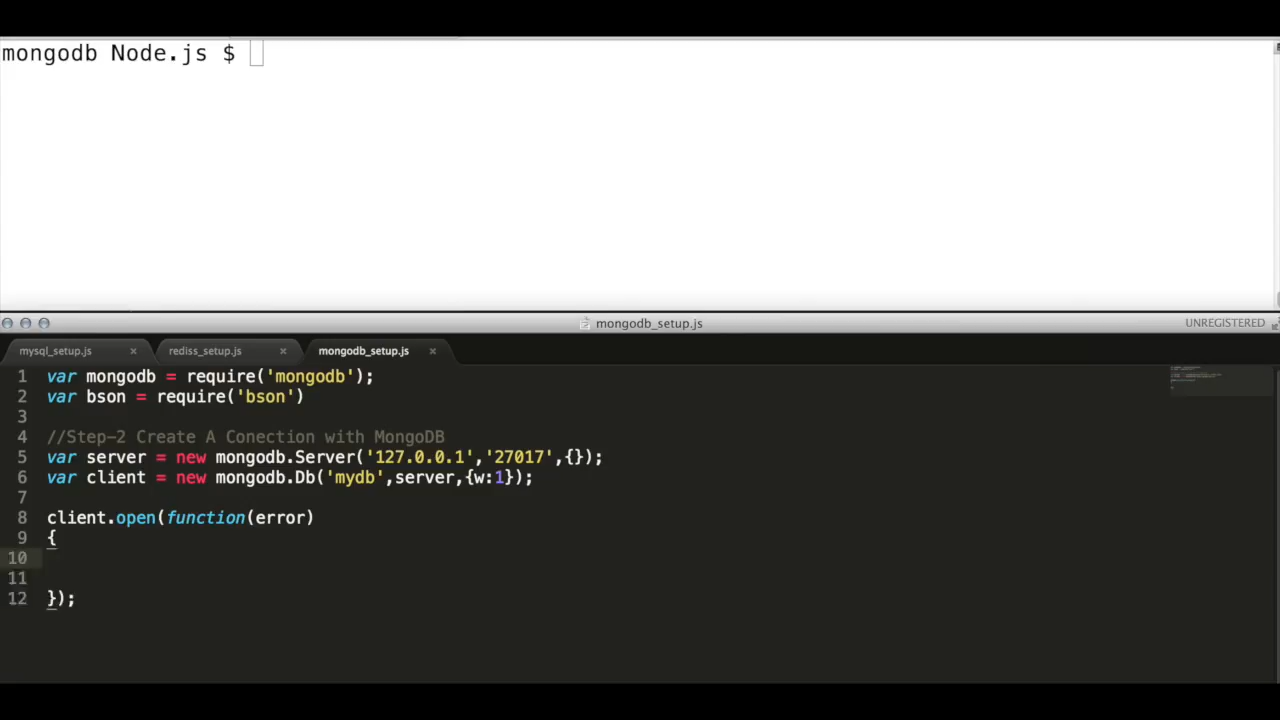 mongodb Node.js $
mongodb_setup.js
UNREGISTERED
mysql_setup.js × rediss_setup.js × mongodb_setup.js ×
1 var mongodb = require('mongodb');
2 var bson = require('bson')
3
4 //Step-2 Create A Conection with MongoDB
5 var server = new mongodb.Server('127.0.0.1','27017',{});
6 var client = new mongodb.Db('mydb',server,{w:1});
7
8 client.open(function(error)
9 {
10
11
12 });